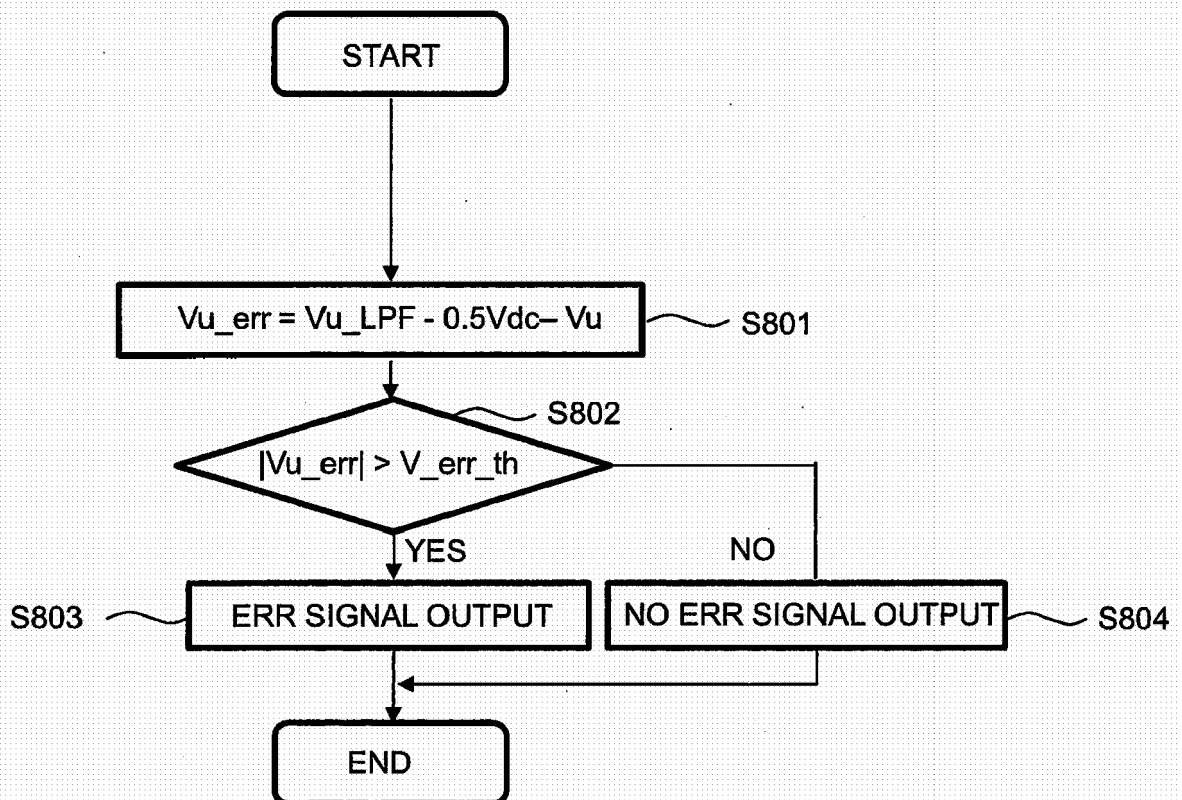 START
Vu_err = Vu_LPF - 0.5Vdc– Vu
S801
S802
|Vu_err| > V_err_th
YES
NO
S803
ERR SIGNAL OUTPUT
NO ERR SIGNAL OUTPUT
S804
END